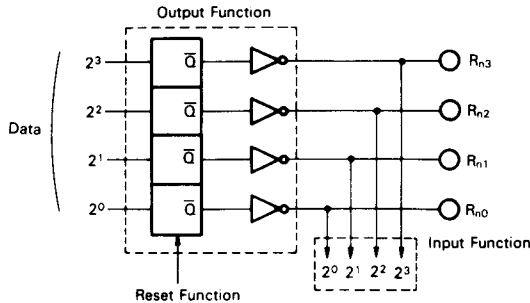 Output Function
2³ Q̅ Rn3
2² Q̅ Rn2
Data
2¹ Q̅ Rn1
2⁰ Q̅ Rn0
Input Function
2⁰ 2¹ 2² 2³
Reset Function